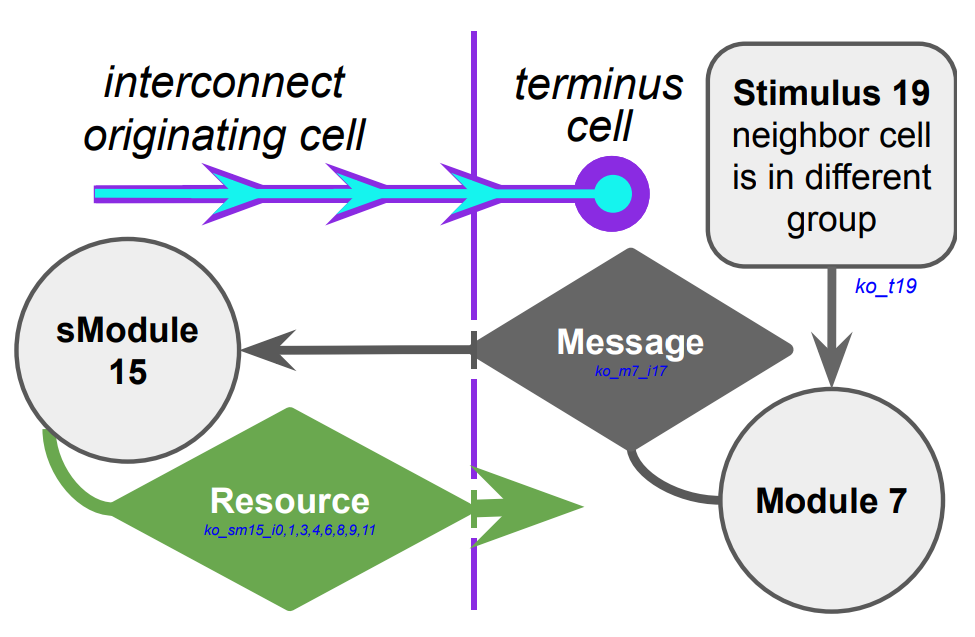 interconnect
originating cell
terminus
cell
Stimulus 19
neighbor cell
is in different
group
ko_t19
sModule
15
Message
ko_m7_i17
Resource
ko_sm15_i0,1,3,4,6,8,9,11
Module 7